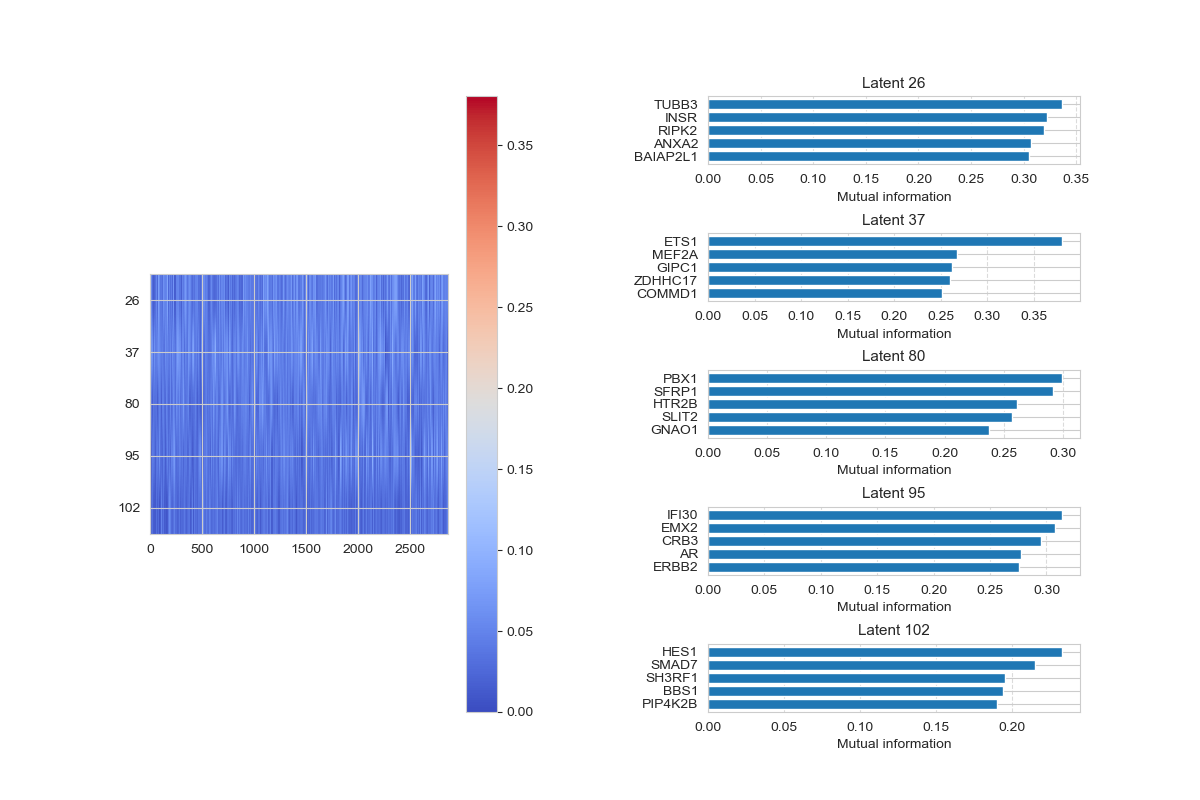 26
37
80
95
102
0 500 1000 1500 2000 2500
0.35
0.30
0.25
0.20
0.15
0.10
0.05
0.00
Latent 26
TUBB3
INSR
RIPK2
ANXA2
BAIAP2L1
0.00 0.05 0.10 0.15 0.20 0.25 0.30 0.35
Mutual information
Latent 37
ETS1
MEF2A
GIPC1
ZDHHC17
COMMD1
0.00 0.05 0.10 0.15 0.20 0.25 0.30 0.35
Mutual information
Latent 80
PBX1
SFRP1
HTR2B
SLIT2
GNAO1
0.00 0.05 0.10 0.15 0.20 0.25 0.30
Mutual information
Latent 95
IFI30
EMX2
CRB3
AR
ERBB2
0.00 0.05 0.10 0.15 0.20 0.25 0.30
Mutual information
Latent 102
HES1
SMAD7
SH3RF1
BBS1
PIP4K2B
0.00 0.05 0.10 0.15 0.20
Mutual information